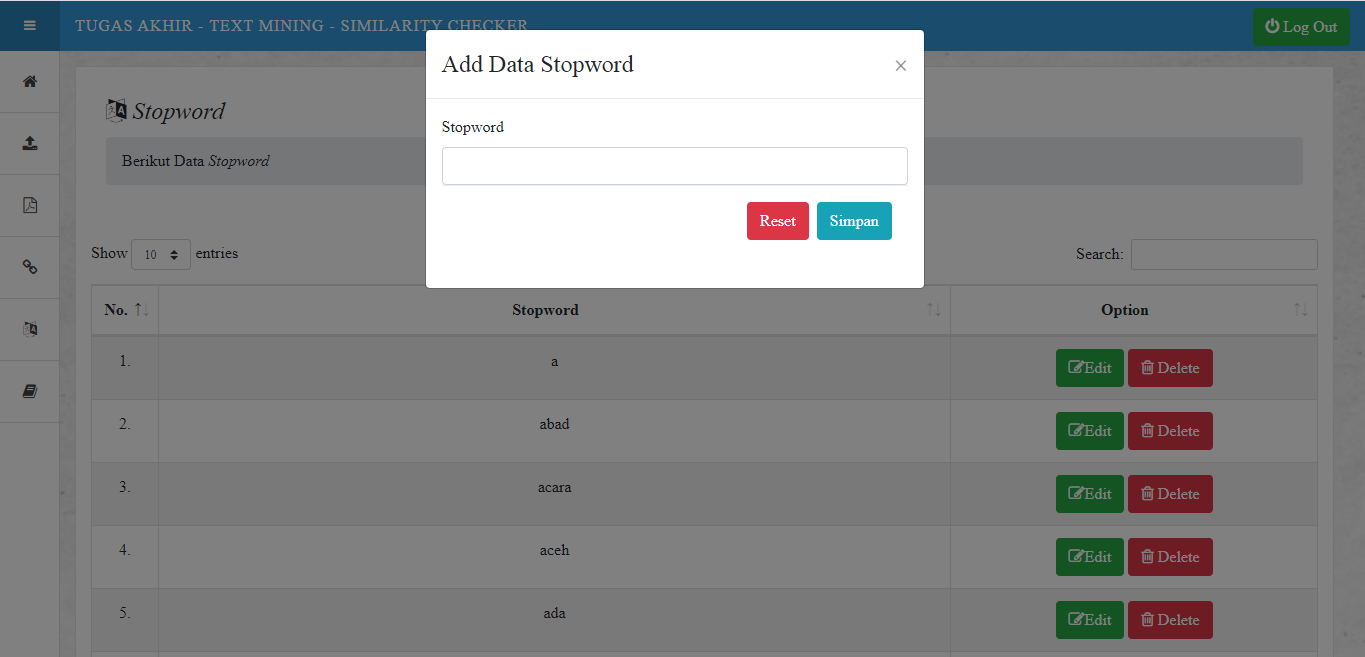 TUGAS AKHIR - TEXT MINING - SIMILARITY CHECKER
Log Out
Add Data Stopword
×
Stopword
Reset
Simpan
Stopword
Berikut Data Stopword
Show 10 entries
Search:
No. Stopword Option
1. a Edit Delete
2. abad Edit Delete
3. acara Edit Delete
4. aceh Edit Delete
5. ada Edit Delete